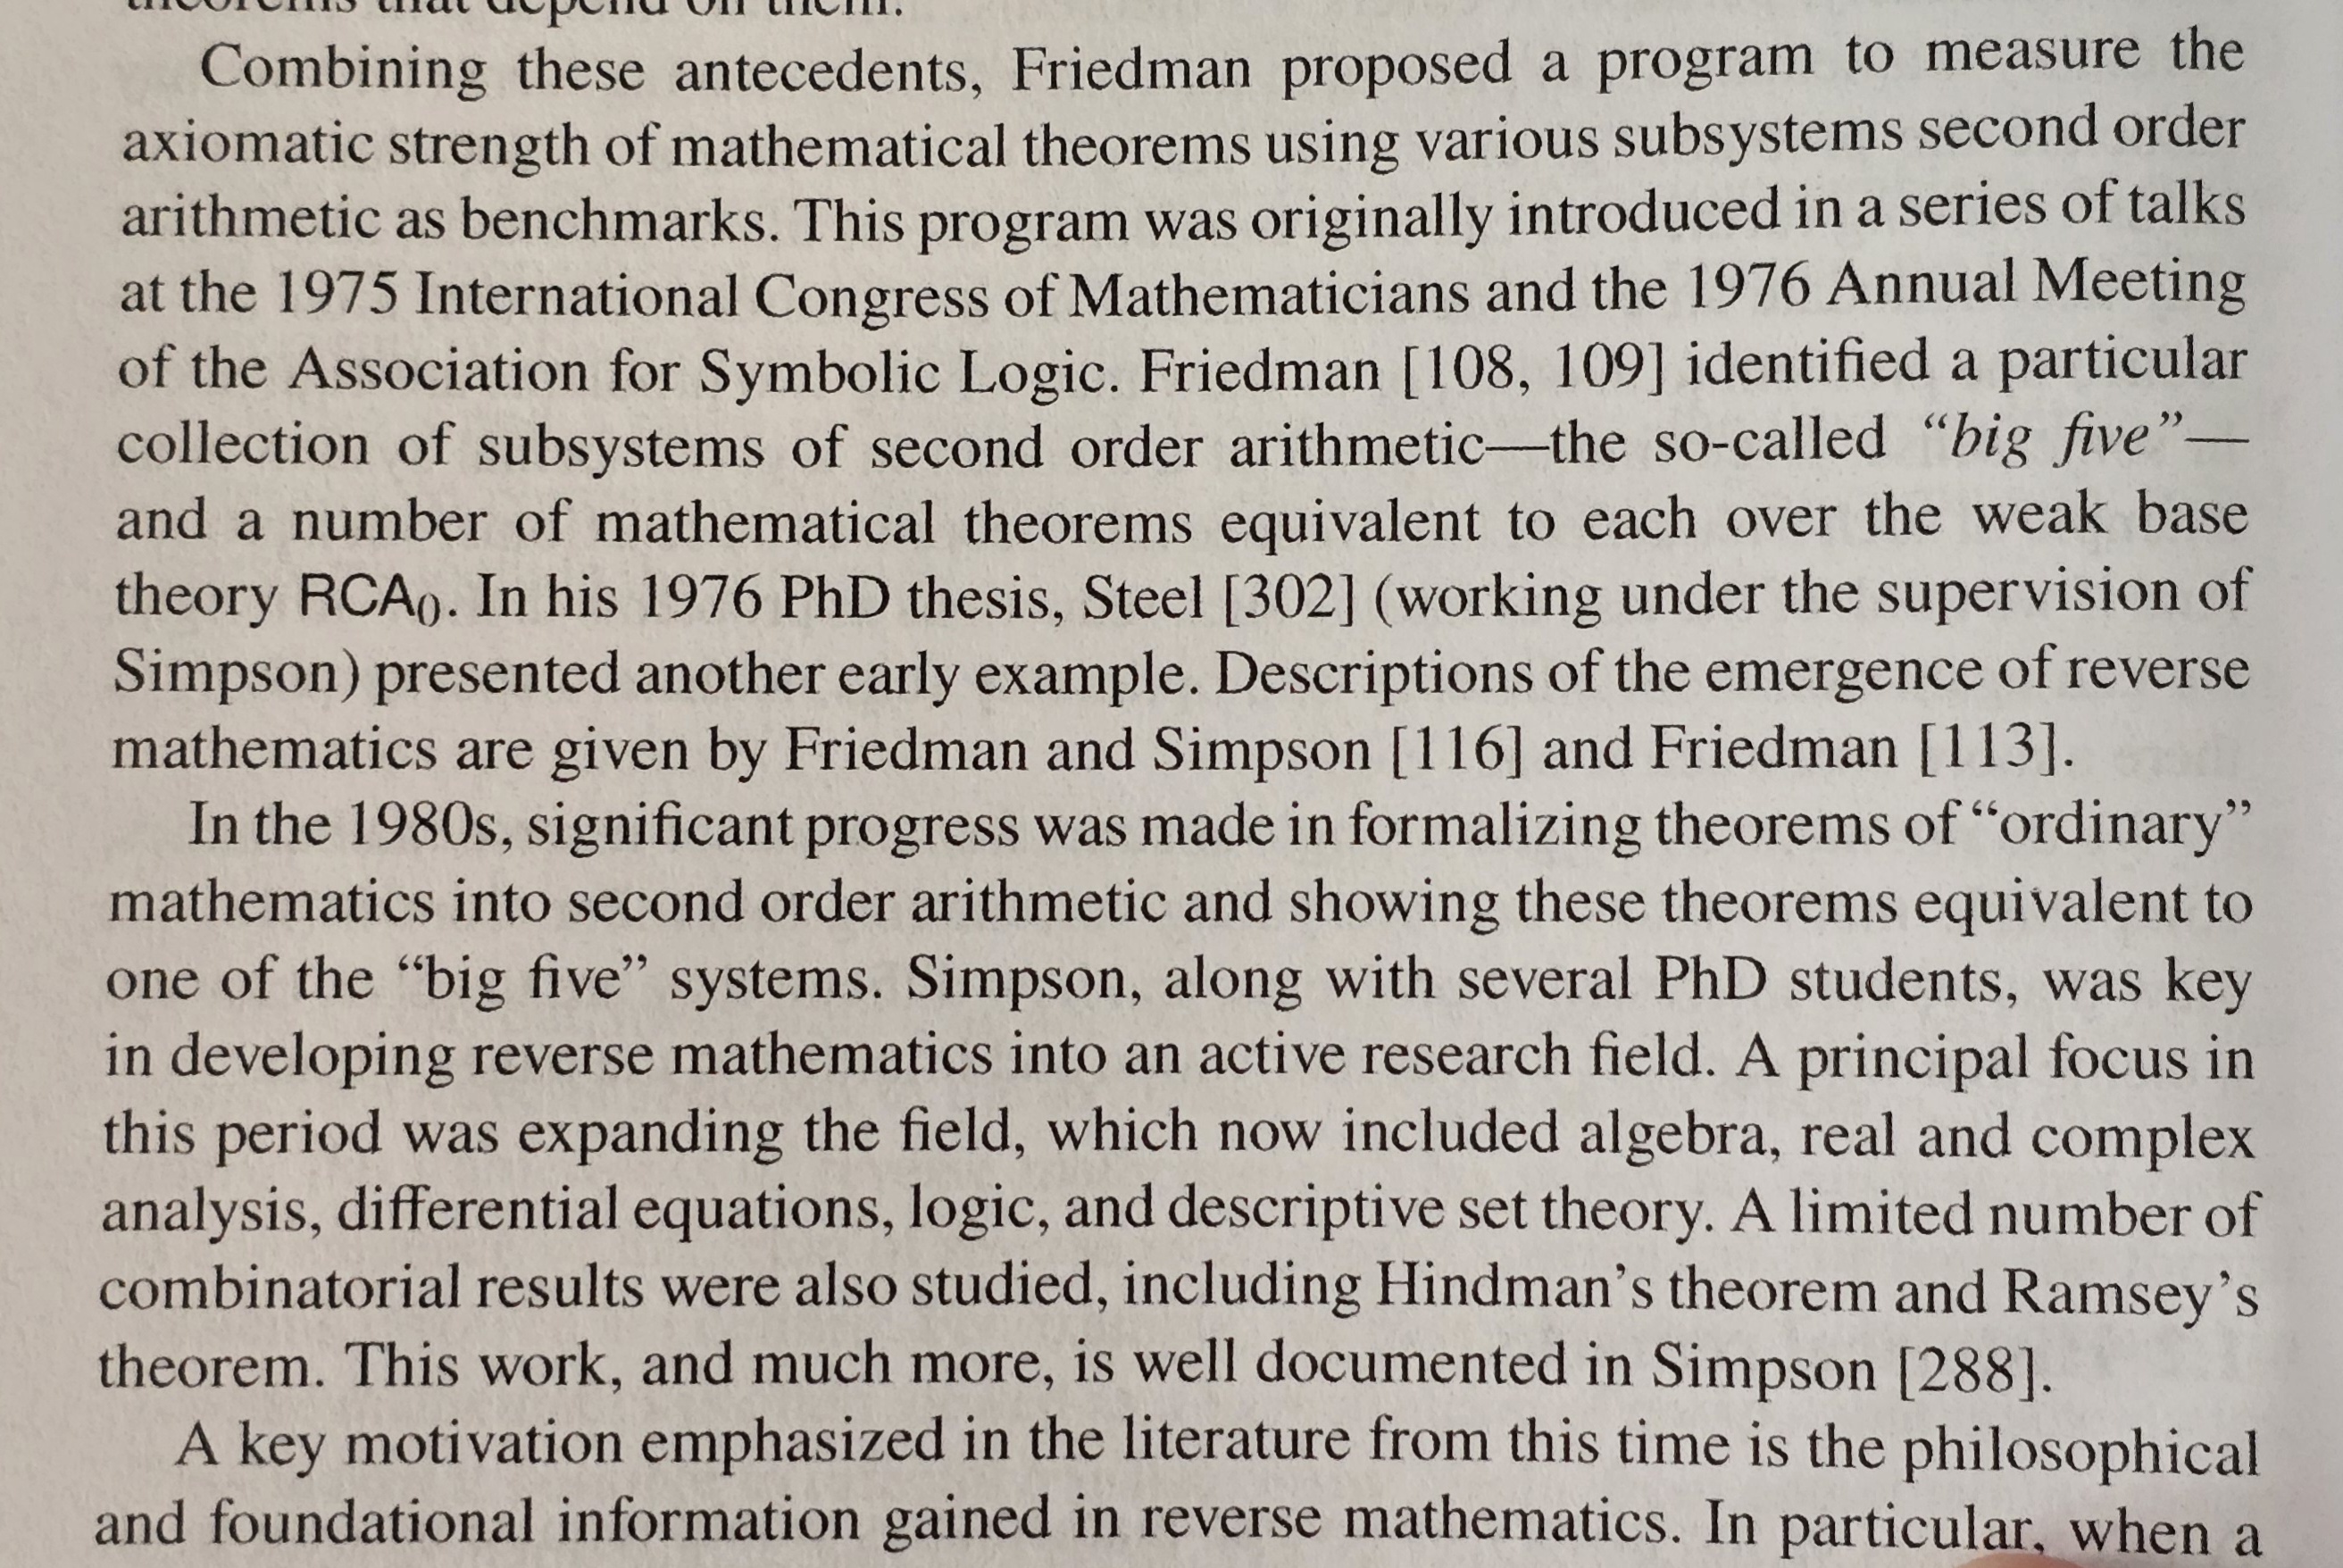 theorems that depend on them.
Combining these antecedents, Friedman proposed a program to measure the
axiomatic strength of mathematical theorems using various subsystems second order
arithmetic as benchmarks. This program was originally introduced in a series of talks
at the 1975 International Congress of Mathematicians and the 1976 Annual Meeting
of the Association for Symbolic Logic. Friedman [108, 109] identified a particular
collection of subsystems of second order arithmetic—the so-called “big five”—
and a number of mathematical theorems equivalent to each over the weak base
theory RCA₀. In his 1976 PhD thesis, Steel [302] (working under the supervision of
Simpson) presented another early example. Descriptions of the emergence of reverse
mathematics are given by Friedman and Simpson [116] and Friedman [113].
In the 1980s, significant progress was made in formalizing theorems of “ordinary”
mathematics into second order arithmetic and showing these theorems equivalent to
one of the “big five” systems. Simpson, along with several PhD students, was key
in developing reverse mathematics into an active research field. A principal focus in
this period was expanding the field, which now included algebra, real and complex
analysis, differential equations, logic, and descriptive set theory. A limited number of
combinatorial results were also studied, including Hindman’s theorem and Ramsey’s
theorem. This work, and much more, is well documented in Simpson [288].
A key motivation emphasized in the literature from this time is the philosophical
and foundational information gained in reverse mathematics. In particular, when a